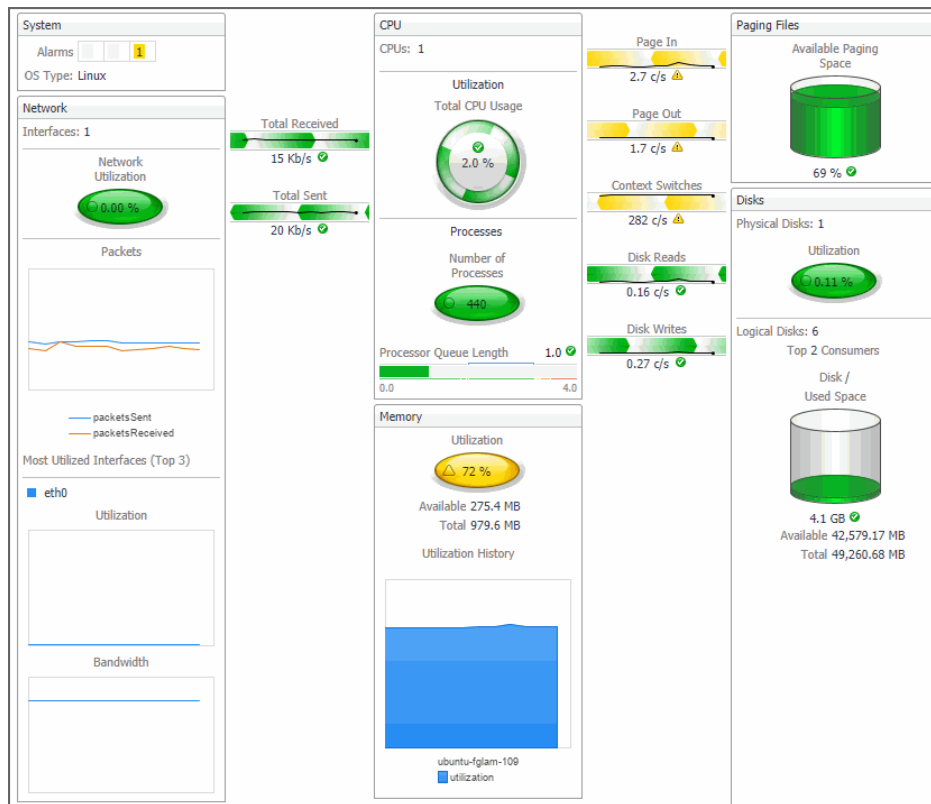 System
Alarms 1
OS Type: Linux
Network
Interfaces: 1
Network
Utilization
0.00 %
Packets
packetsSent
packetsReceived
Most Utilized Interfaces (Top 3)
eth0
Utilization
Bandwidth
Total Received
15 Kb/s
Total Sent
20 Kb/s
CPU
CPUs: 1
Utilization
Total CPU Usage
2.0 %
Processes
Number of
Processes
440
Processor Queue Length 1.0
0.0 4.0
Memory
Utilization
72 %
Available 275.4 MB
Total 979.6 MB
Utilization History
ubuntu-fglam-109
utilization
Page In
2.7 c/s
Page Out
1.7 c/s
Context Switches
282 c/s
Disk Reads
0.16 c/s
Disk Writes
0.27 c/s
Paging Files
Available Paging
Space
69 %
Disks
Physical Disks: 1
Utilization
0.11 %
Logical Disks: 6
Top 2 Consumers
Disk /
Used Space
4.1 GB
Available 42,579.17 MB
Total 49,260.68 MB